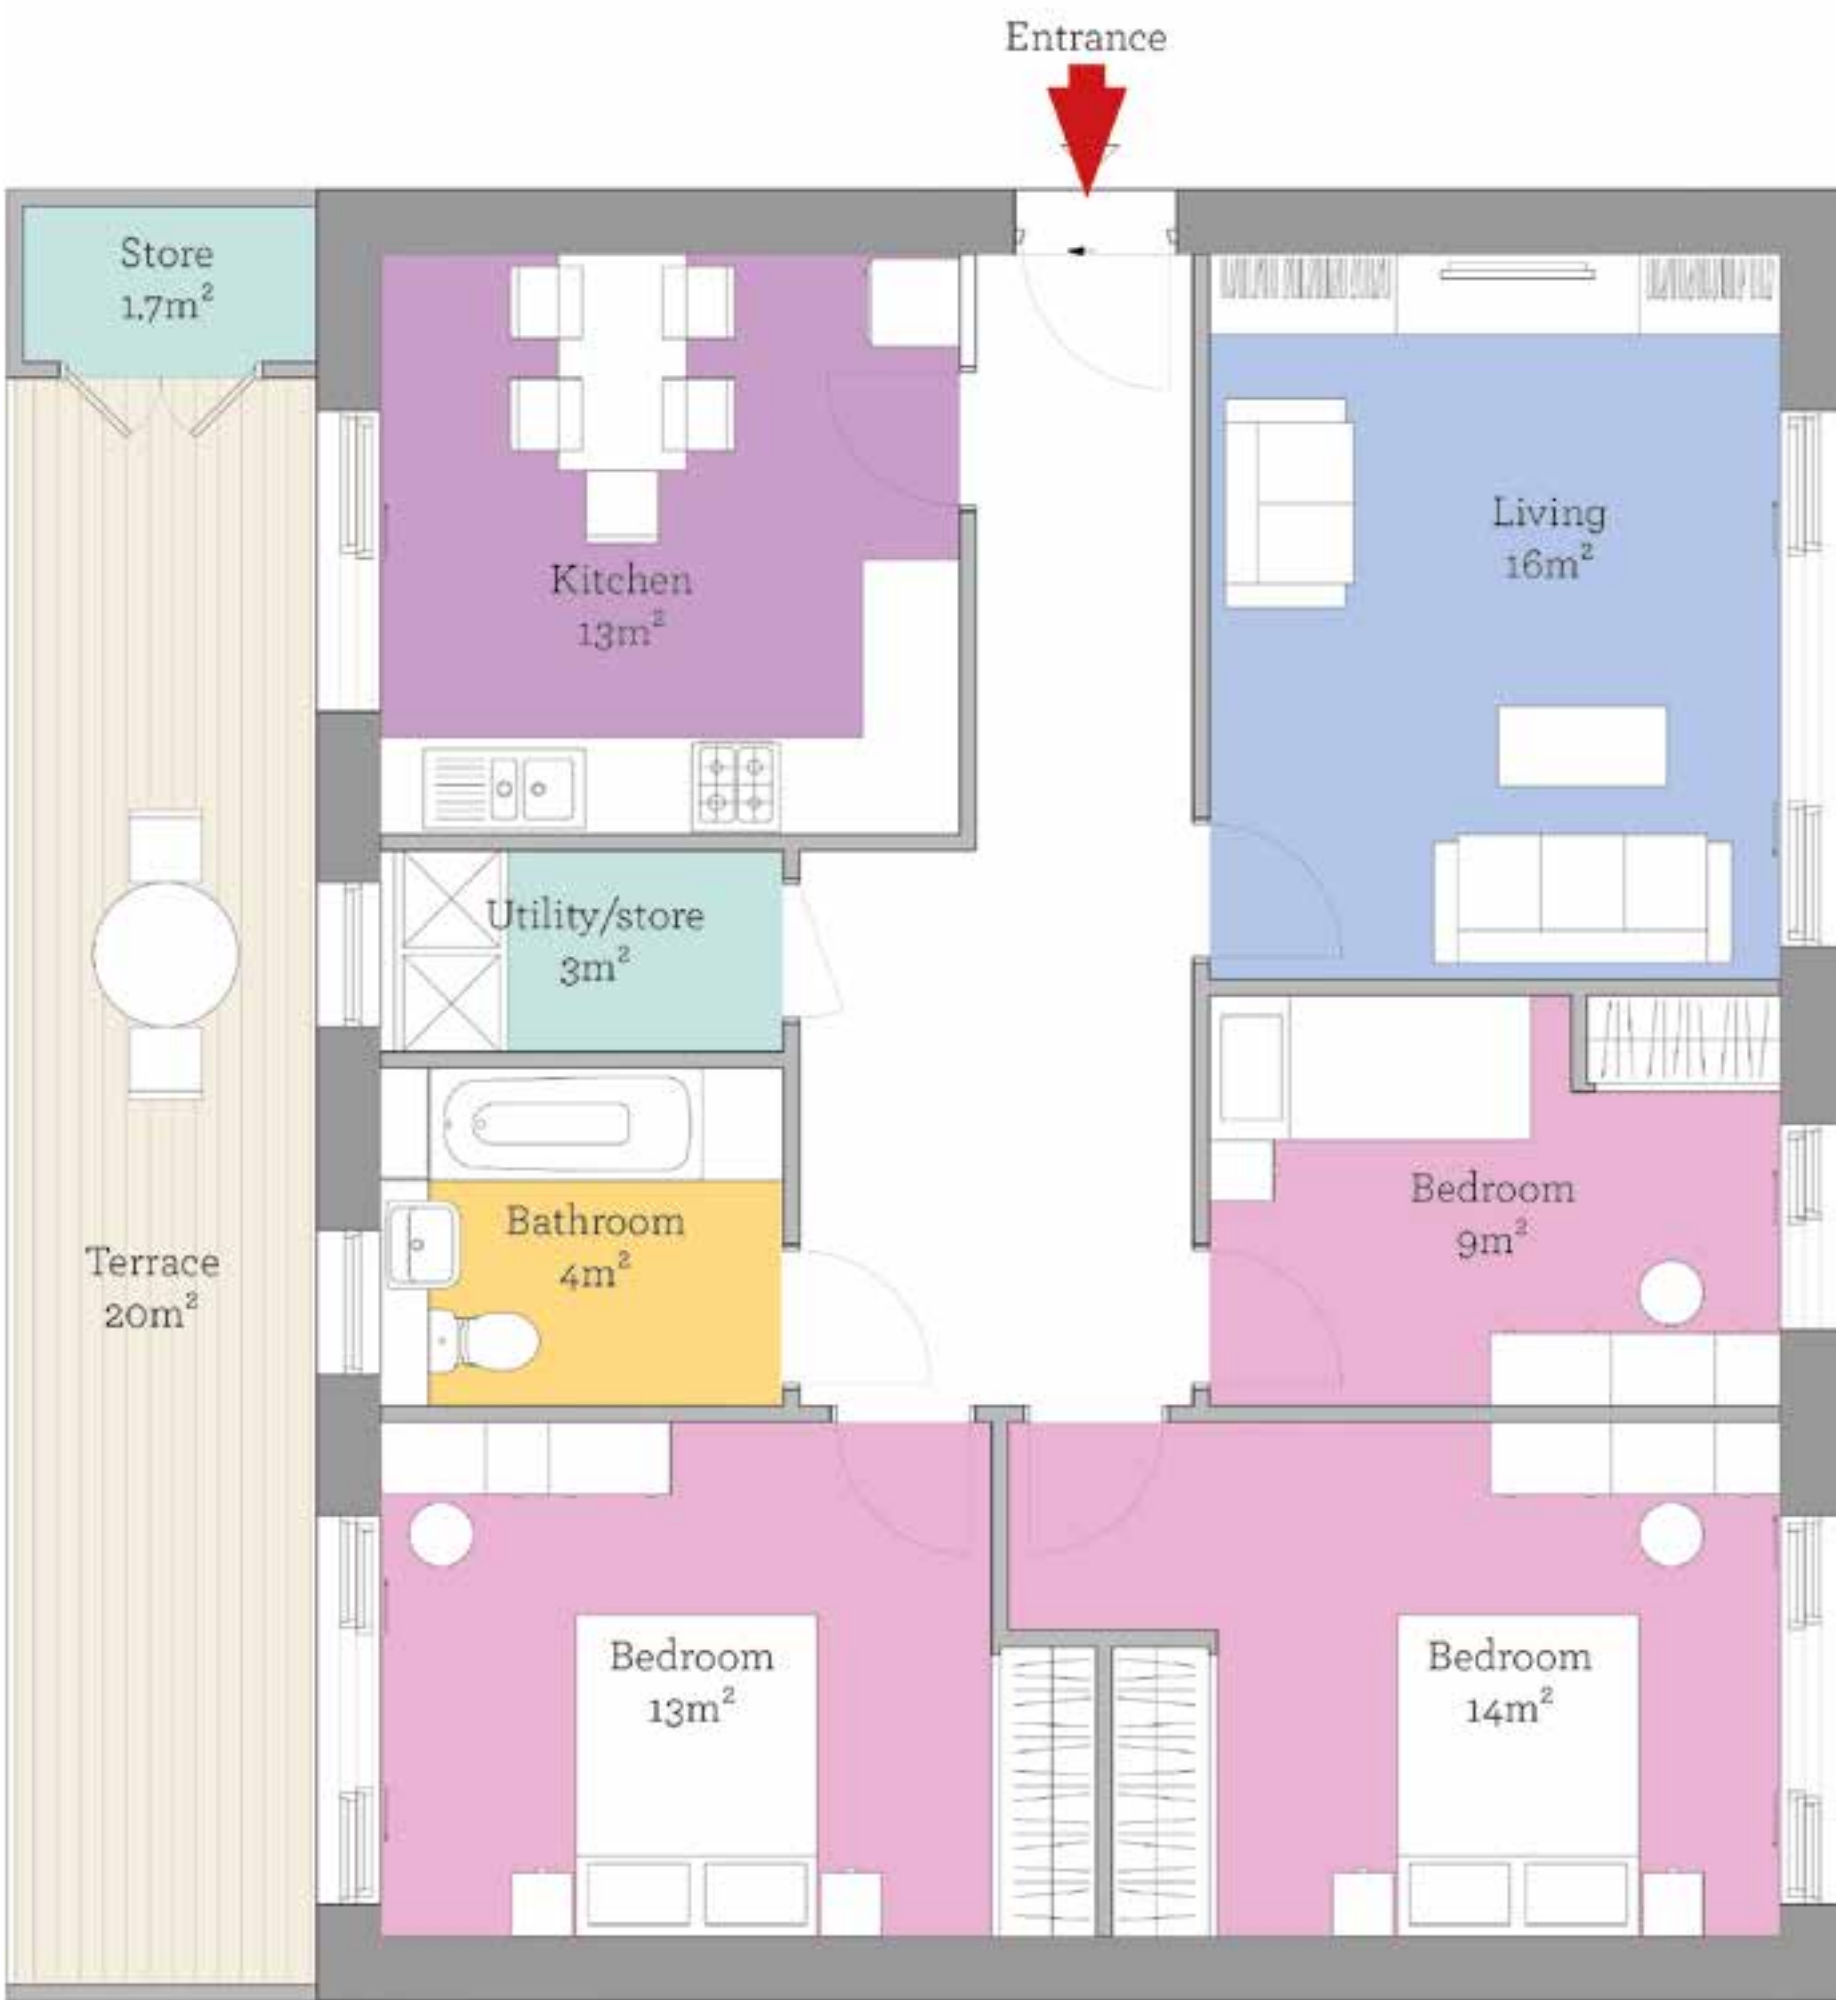 Entrance
Store
1.7m²
Kitchen
13m²
Living
16m²
Utility/store
3m²
Bathroom
4m²
Bedroom
9m²
Terrace
20m²
Bedroom
13m²
Bedroom
14m²